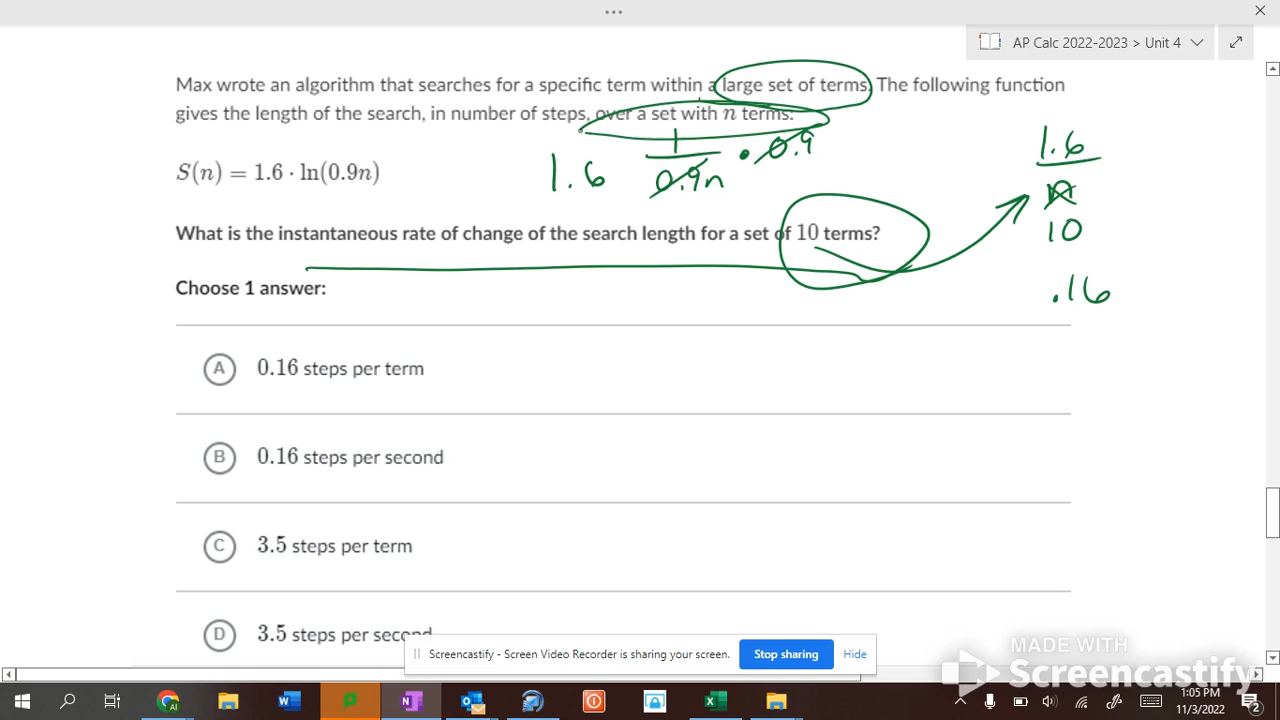 AP Calc 2022-2023 > Unit 4
Max wrote an algorithm that searches for a specific term within a large set of terms. The following function
gives the length of the search, in number of steps, over a set with n terms:
1.6 1/0.9n • 0.9
S(n) = 1.6 · ln(0.9n)
1.6
n
10
.16
What is the instantaneous rate of change of the search length for a set of 10 terms?
Choose 1 answer:
A 0.16 steps per term
B 0.16 steps per second
C 3.5 steps per term
D 3.5 steps per second
Screencastify - Screen Video Recorder is sharing your screen. Stop sharing Hide
MADE WITH
Screencastify
1:05 PM
11/3/2022
2